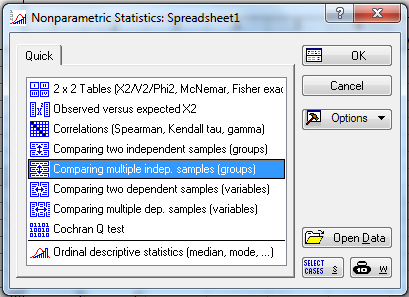 Nonparametric Statistics: Spreadsheet1
?
Quick
2 x 2 Tables (X2/V2/Phi2, McNemar, Fisher exac
Observed versus expected X2
Correlations (Spearman, Kendall tau, gamma)
Comparing two independent samples (groups)
Comparing multiple indep. samples (groups)
Comparing two dependent samples (variables)
Comparing multiple dep. samples (variables)
Cochran Q test
Ordinal descriptive statistics (median, mode, ...)
OK
Cancel
Options
Open Data
SELECT
CASES
S
W